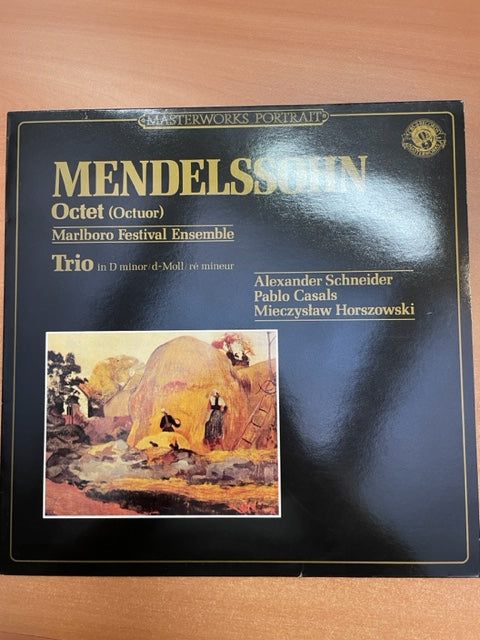 MASTERWORKS PORTRAIT
MENDELSSOHN
Octet (Octuor)
Marlboro Festival Ensemble
Trio in D minor/d-Moll/ré mineur
Alexander Schneider
Pablo Casals
Mieczysław Horszowski